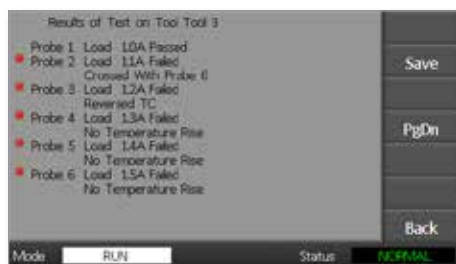 Results of Test on Tool Tool 3
Probe 1 Load 1.0A Passed
Probe 2 Load 1.1A Failed
Crossed With Probe 6
Probe 3 Load 1.2A Failed
Reversed TC
Probe 4 Load 1.3A Failed
No Temperature Rise
Probe 5 Load 1.4A Failed
No Temperature Rise
Probe 6 Load 1.5A Failed
No Temperature Rise
Save
PgDn
Back
Mode RUN Status NORMAL